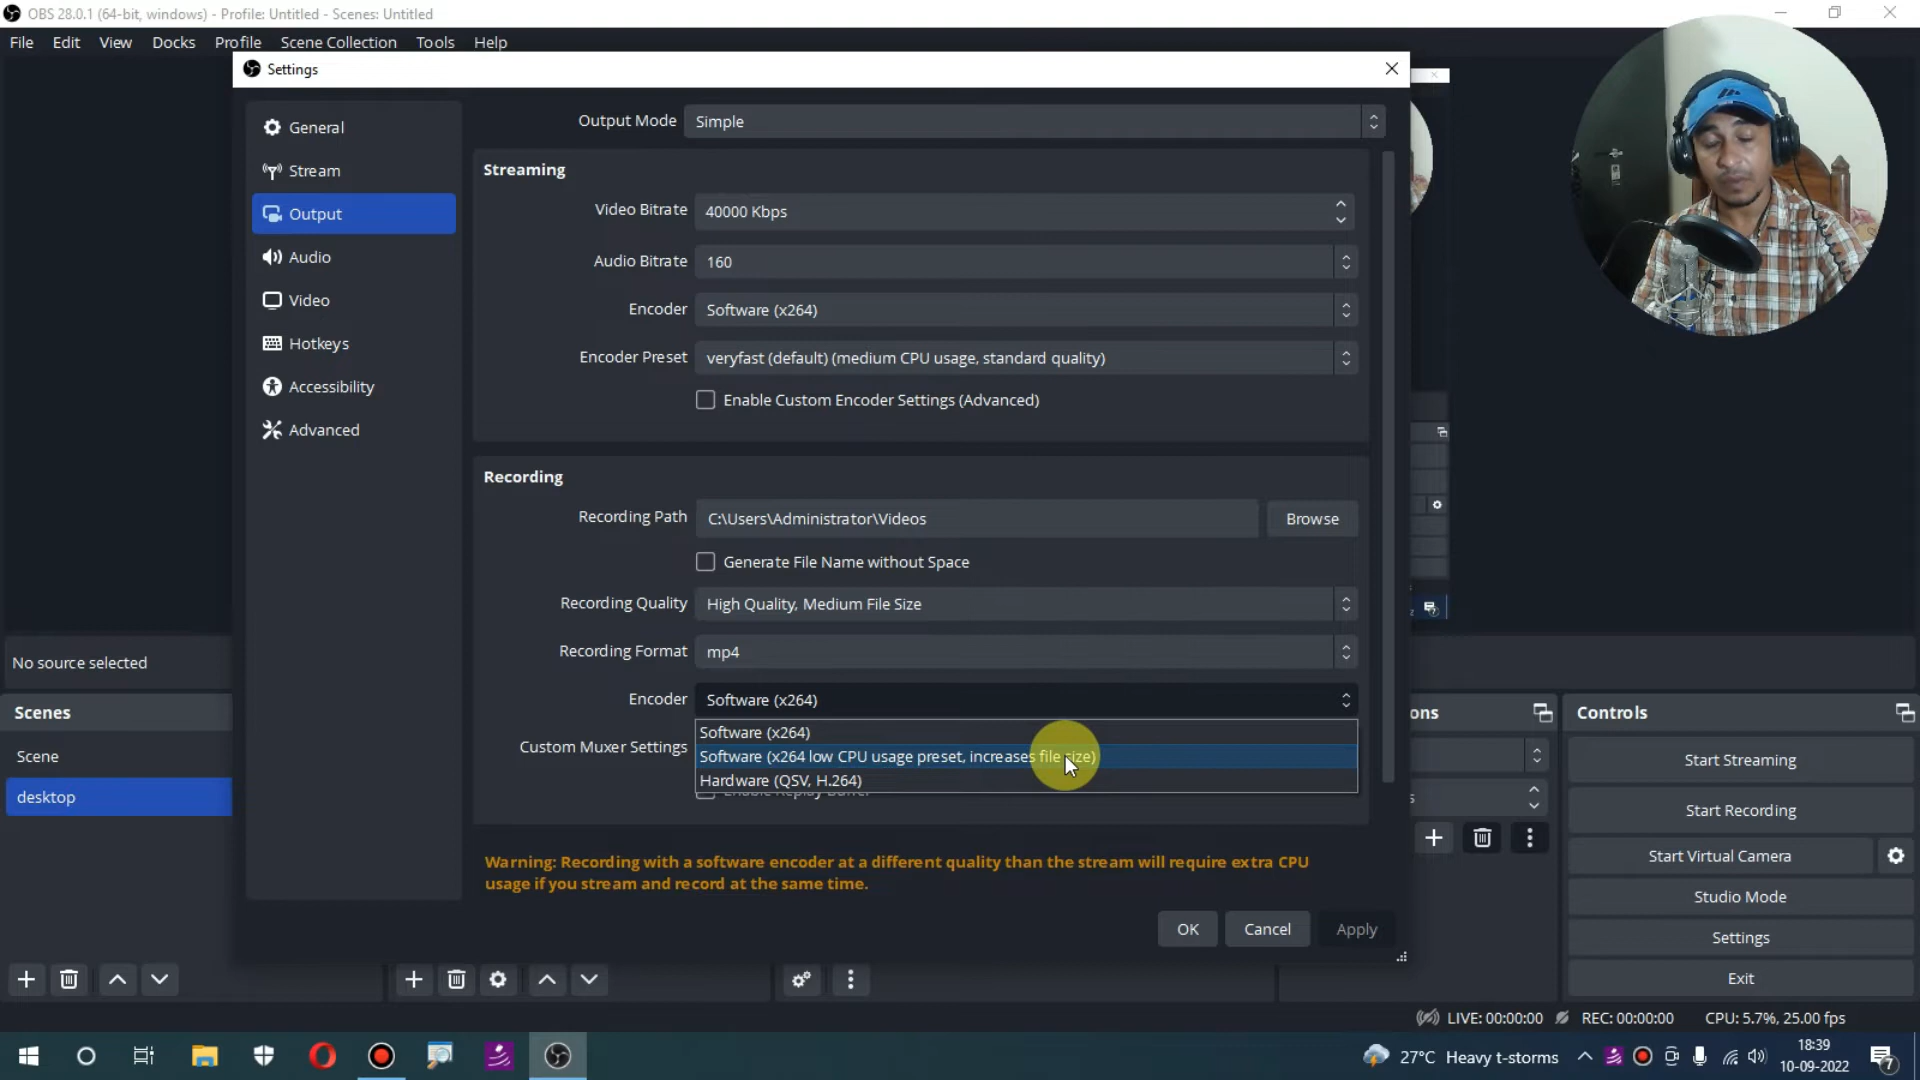 OBS 28.0.1 (64-bit, windows) - Profile: Untitled - Scenes: Untitled
File Edit View Docks Profile Scene Collection Tools Help
Settings
General
Stream
Output
Audio
Video
Hotkeys
Accessibility
Advanced
Output Mode Simple
Streaming
Video Bitrate 40000 Kbps
Audio Bitrate 160
Encoder Software (x264)
Encoder Preset veryfast (default) (medium CPU usage, standard quality)
Enable Custom Encoder Settings (Advanced)
Recording
Recording Path C:\Users\Administrator\Videos Browse
Generate File Name without Space
Recording Quality High Quality, Medium File Size
Recording Format mp4
Encoder Software (x264)
Software (x264)
Custom Muxer Settings Software (x264 low CPU usage preset, increases file size)
Hardware (QSV, H.264)
Enable Replay Buffer
Warning: Recording with a software encoder at a different quality than the stream will require extra CPU
usage if you stream and record at the same time.
OK Cancel Apply
No source selected
Scenes
Scene
desktop
ons
s
Controls
Start Streaming
Start Recording
Start Virtual Camera
Studio Mode
Settings
Exit
LIVE: 00:00:00 REC: 00:00:00 CPU: 5.7%, 25.00 fps
27°C Heavy t-storms
18:39
10-09-2022
7